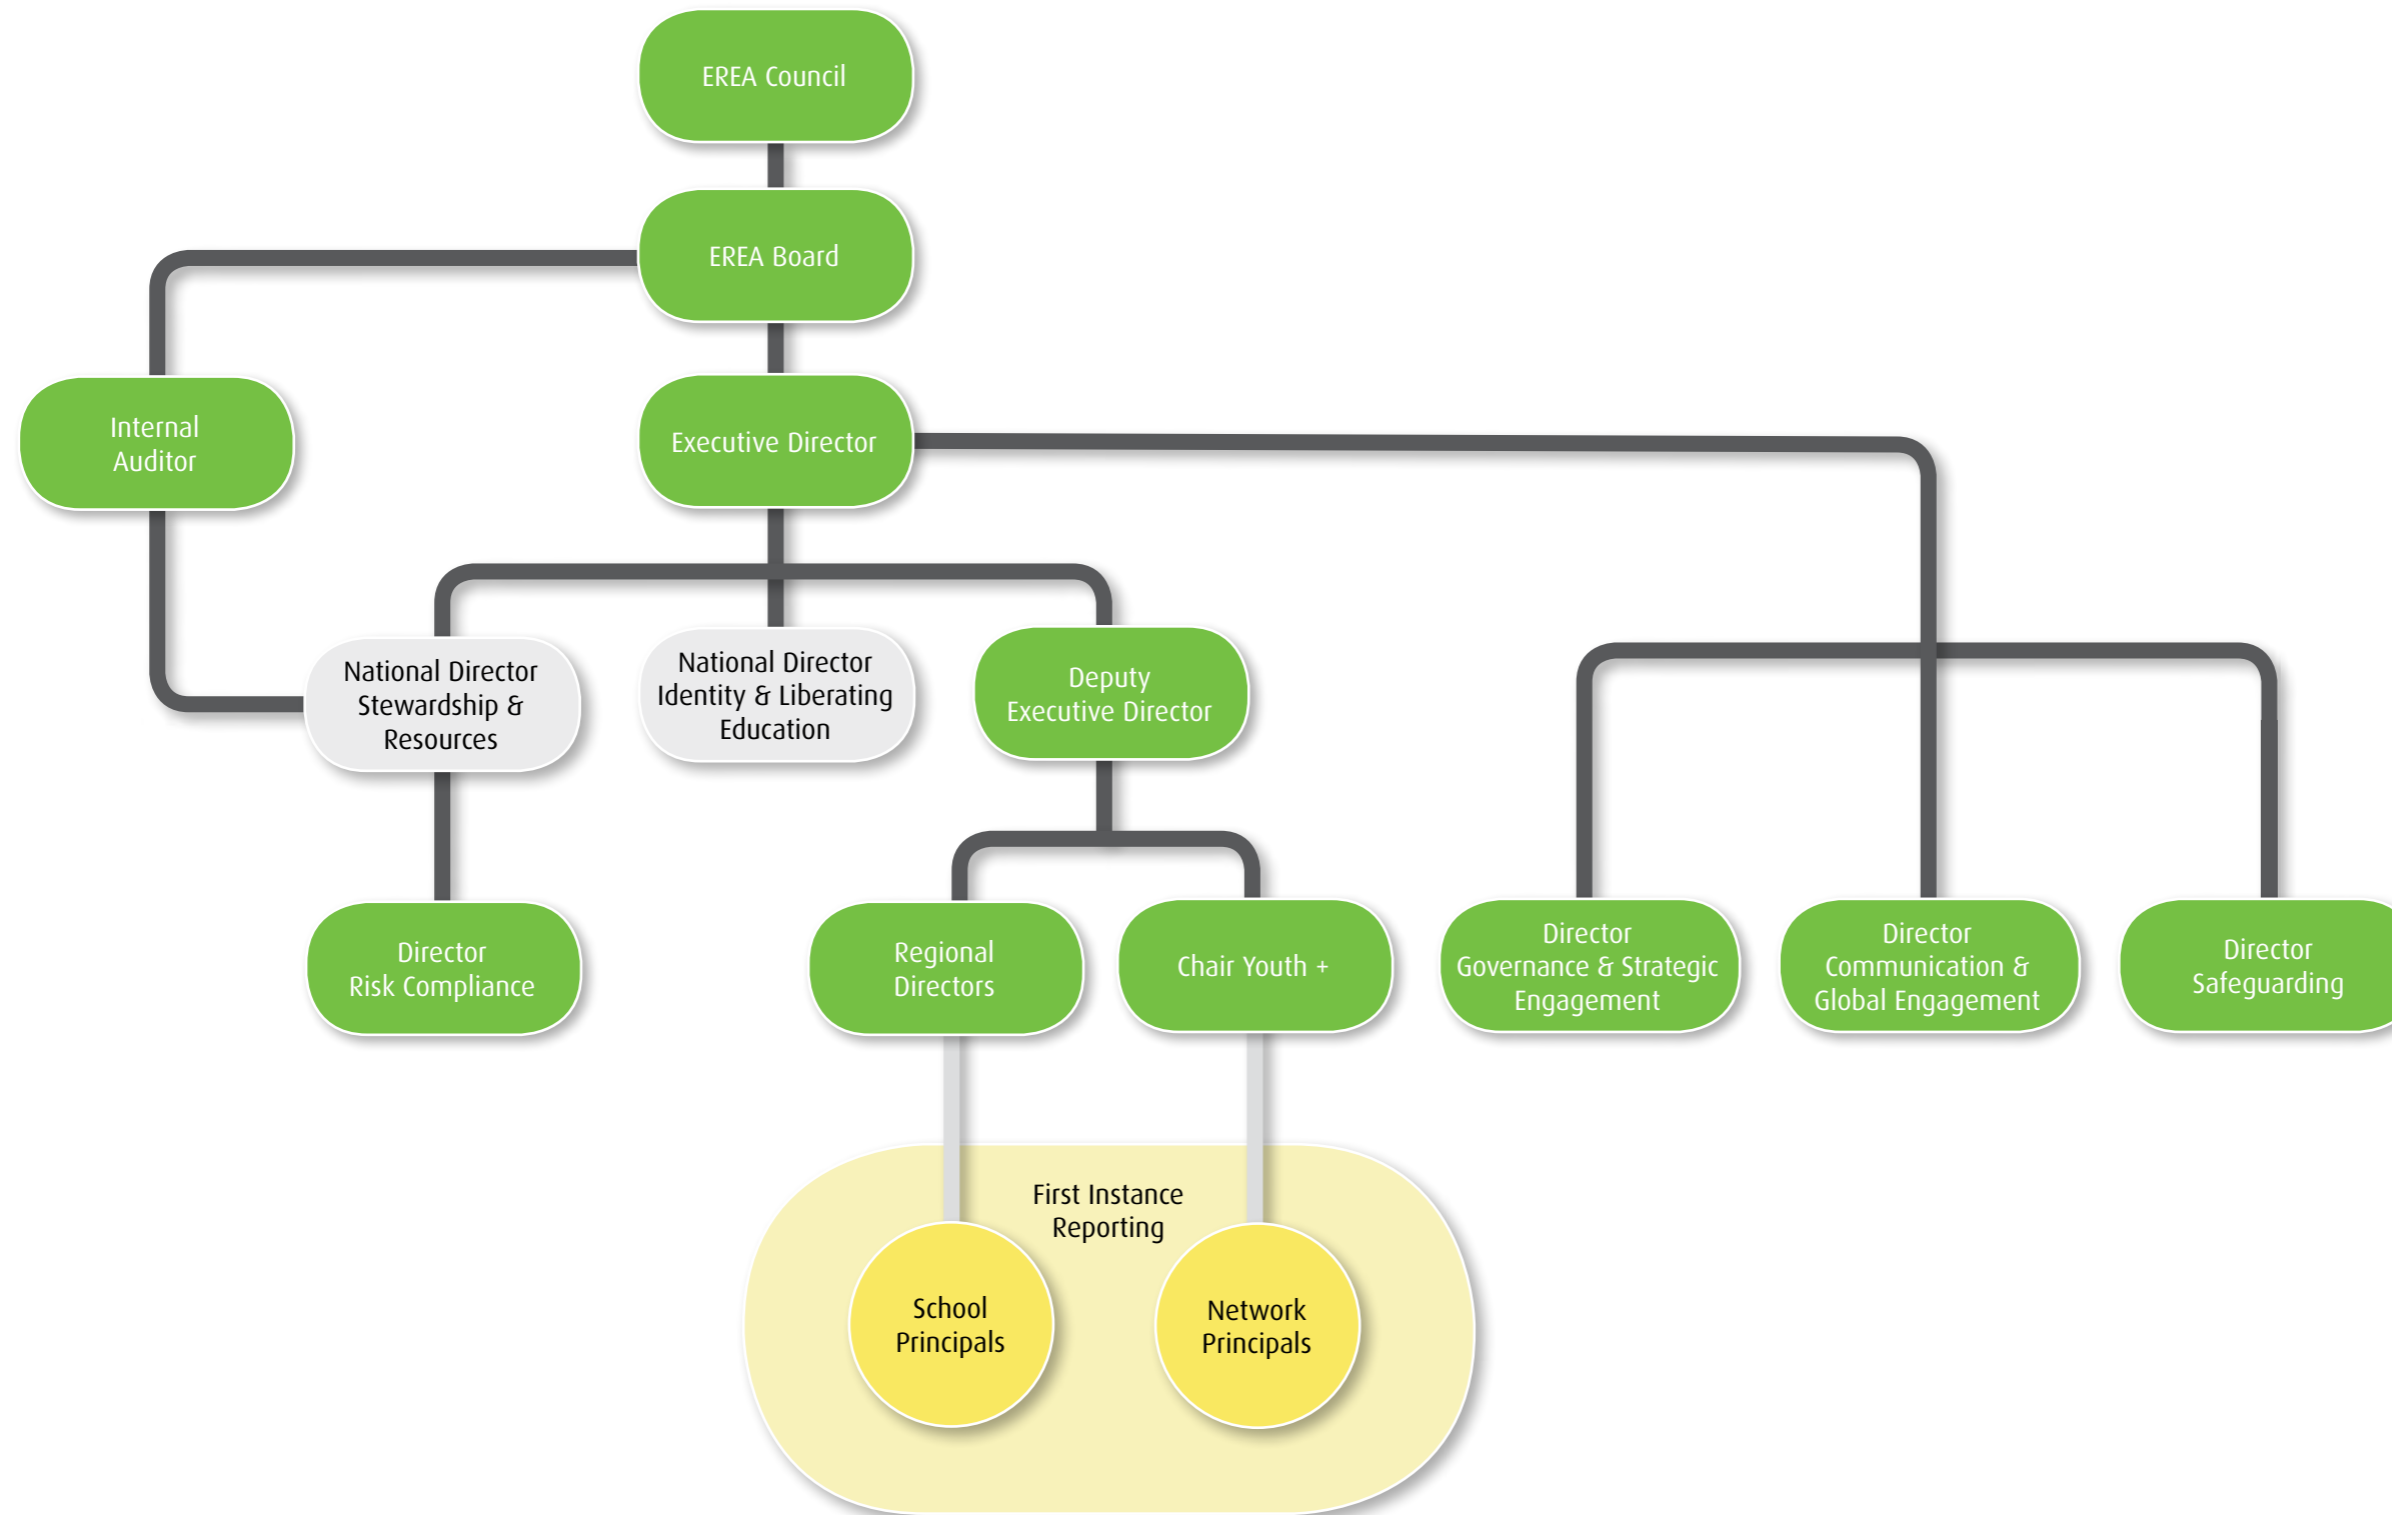 EREA Council
EREA Board
Internal
Auditor
Executive Director
National Director
Stewardship &
Resources
National Director
Identity & Liberating
Education
Deputy
Executive Director
Director
Risk Compliance
Regional
Directors
Chair Youth +
Director
Governance & Strategic
Engagement
Director
Communication &
Global Engagement
Director
Safeguarding
First Instance
Reporting
School
Principals
Network
Principals